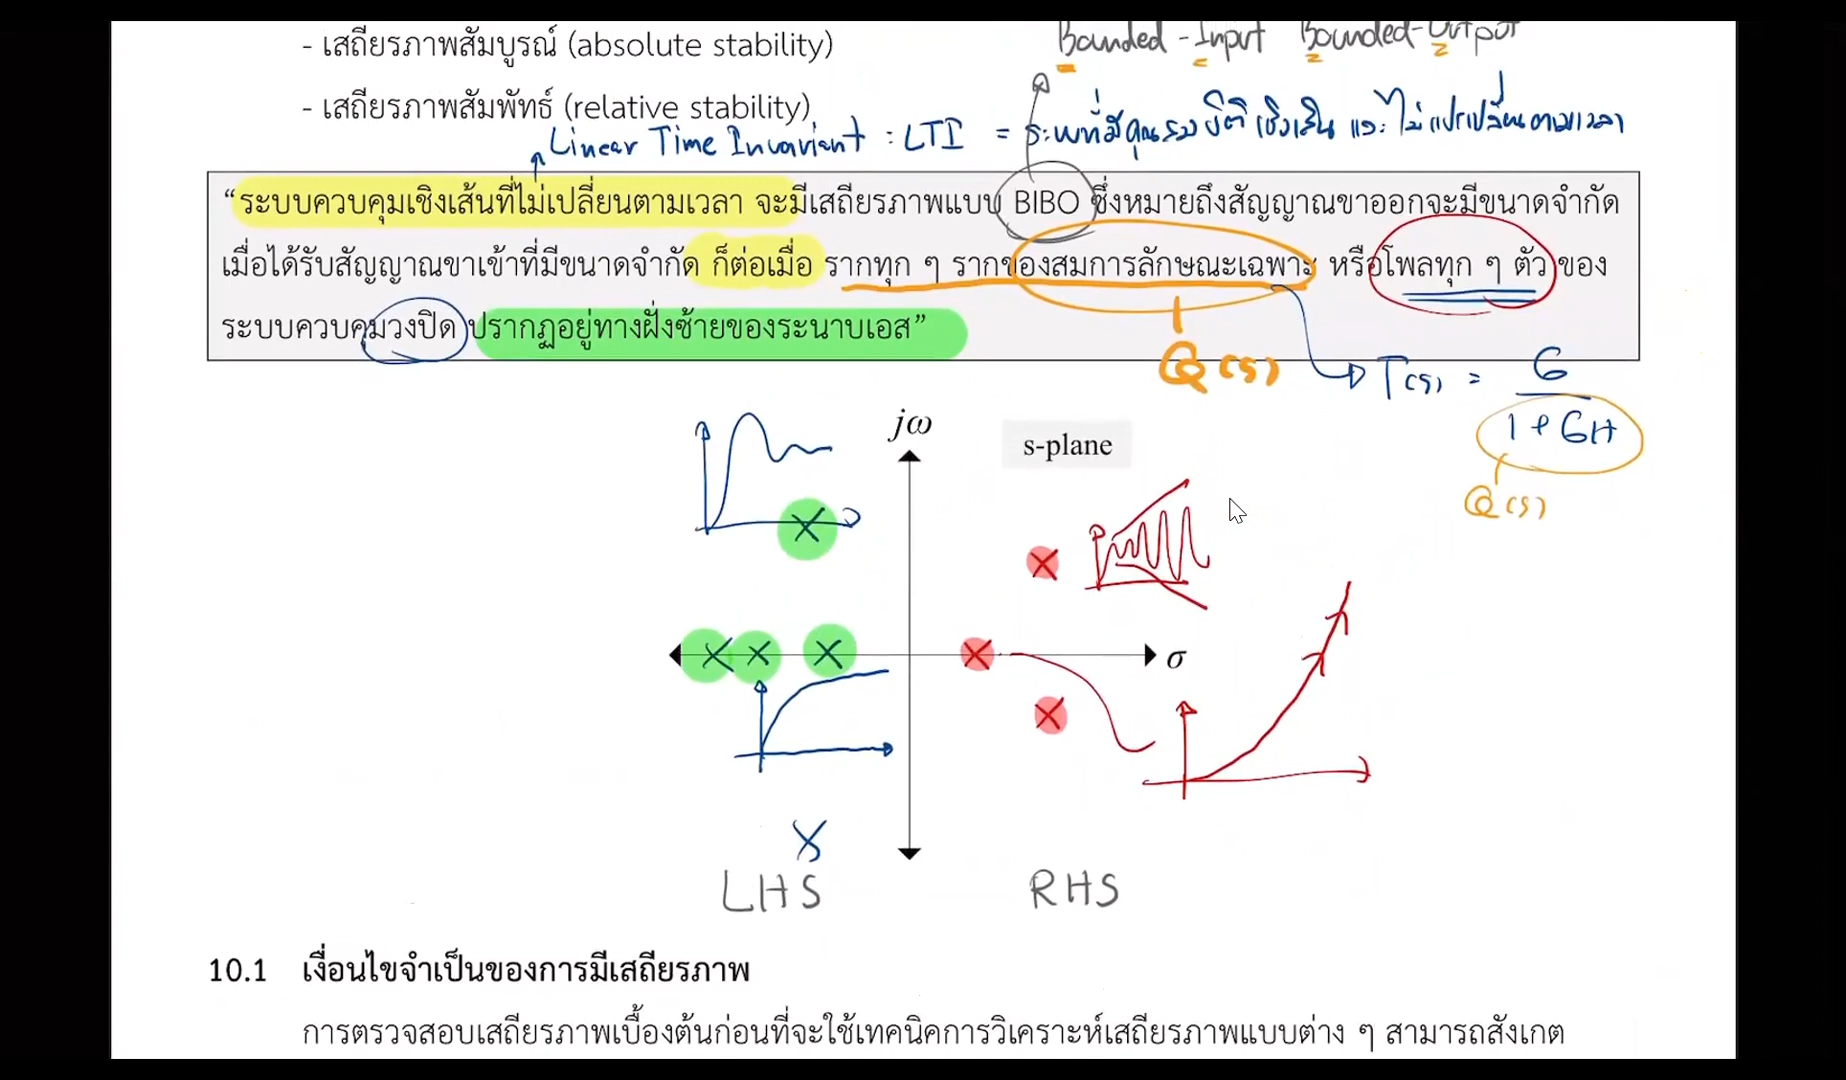 - เสถียรภาพสัมบูรณ์ (absolute stability)
Bounded-Input Bounded-Output
- เสถียรภาพสัมพัทธ์ (relative stability)
Linear Time Invarient : LTI = ระบบที่มีคุณสมบัติเชิงเส้น และ ไม่แปรเปลี่ยนตามเวลา
“ระบบควบคุมเชิงเส้นที่ไม่เปลี่ยนตามเวลา จะมีเสถียรภาพแบบ BIBO ซึ่งหมายถึงสัญญาณขาออกจะมีขนาดจำกัด
เมื่อได้รับสัญญาณขาเข้าที่มีขนาดจำกัด ก็ต่อเมื่อ รากทุก ๆ รากของสมการลักษณะเฉพาะ หรือโพลทุก ๆ ตัว ของ
ระบบควบคุมวงปิด ปรากฏอยู่ทางฝั่งซ้ายของระนาบเอส”
Q(s)
T(s) = G
1 + GH
Q(s)
jω
s-plane
σ
LHS
RHS
10.1 เงื่อนไขจำเป็นของการมีเสถียรภาพ
การตรวจสอบเสถียรภาพเบื้องต้นก่อนที่จะใช้เทคนิคการวิเคราะห์เสถียรภาพแบบต่าง ๆ สามารถสังเกต